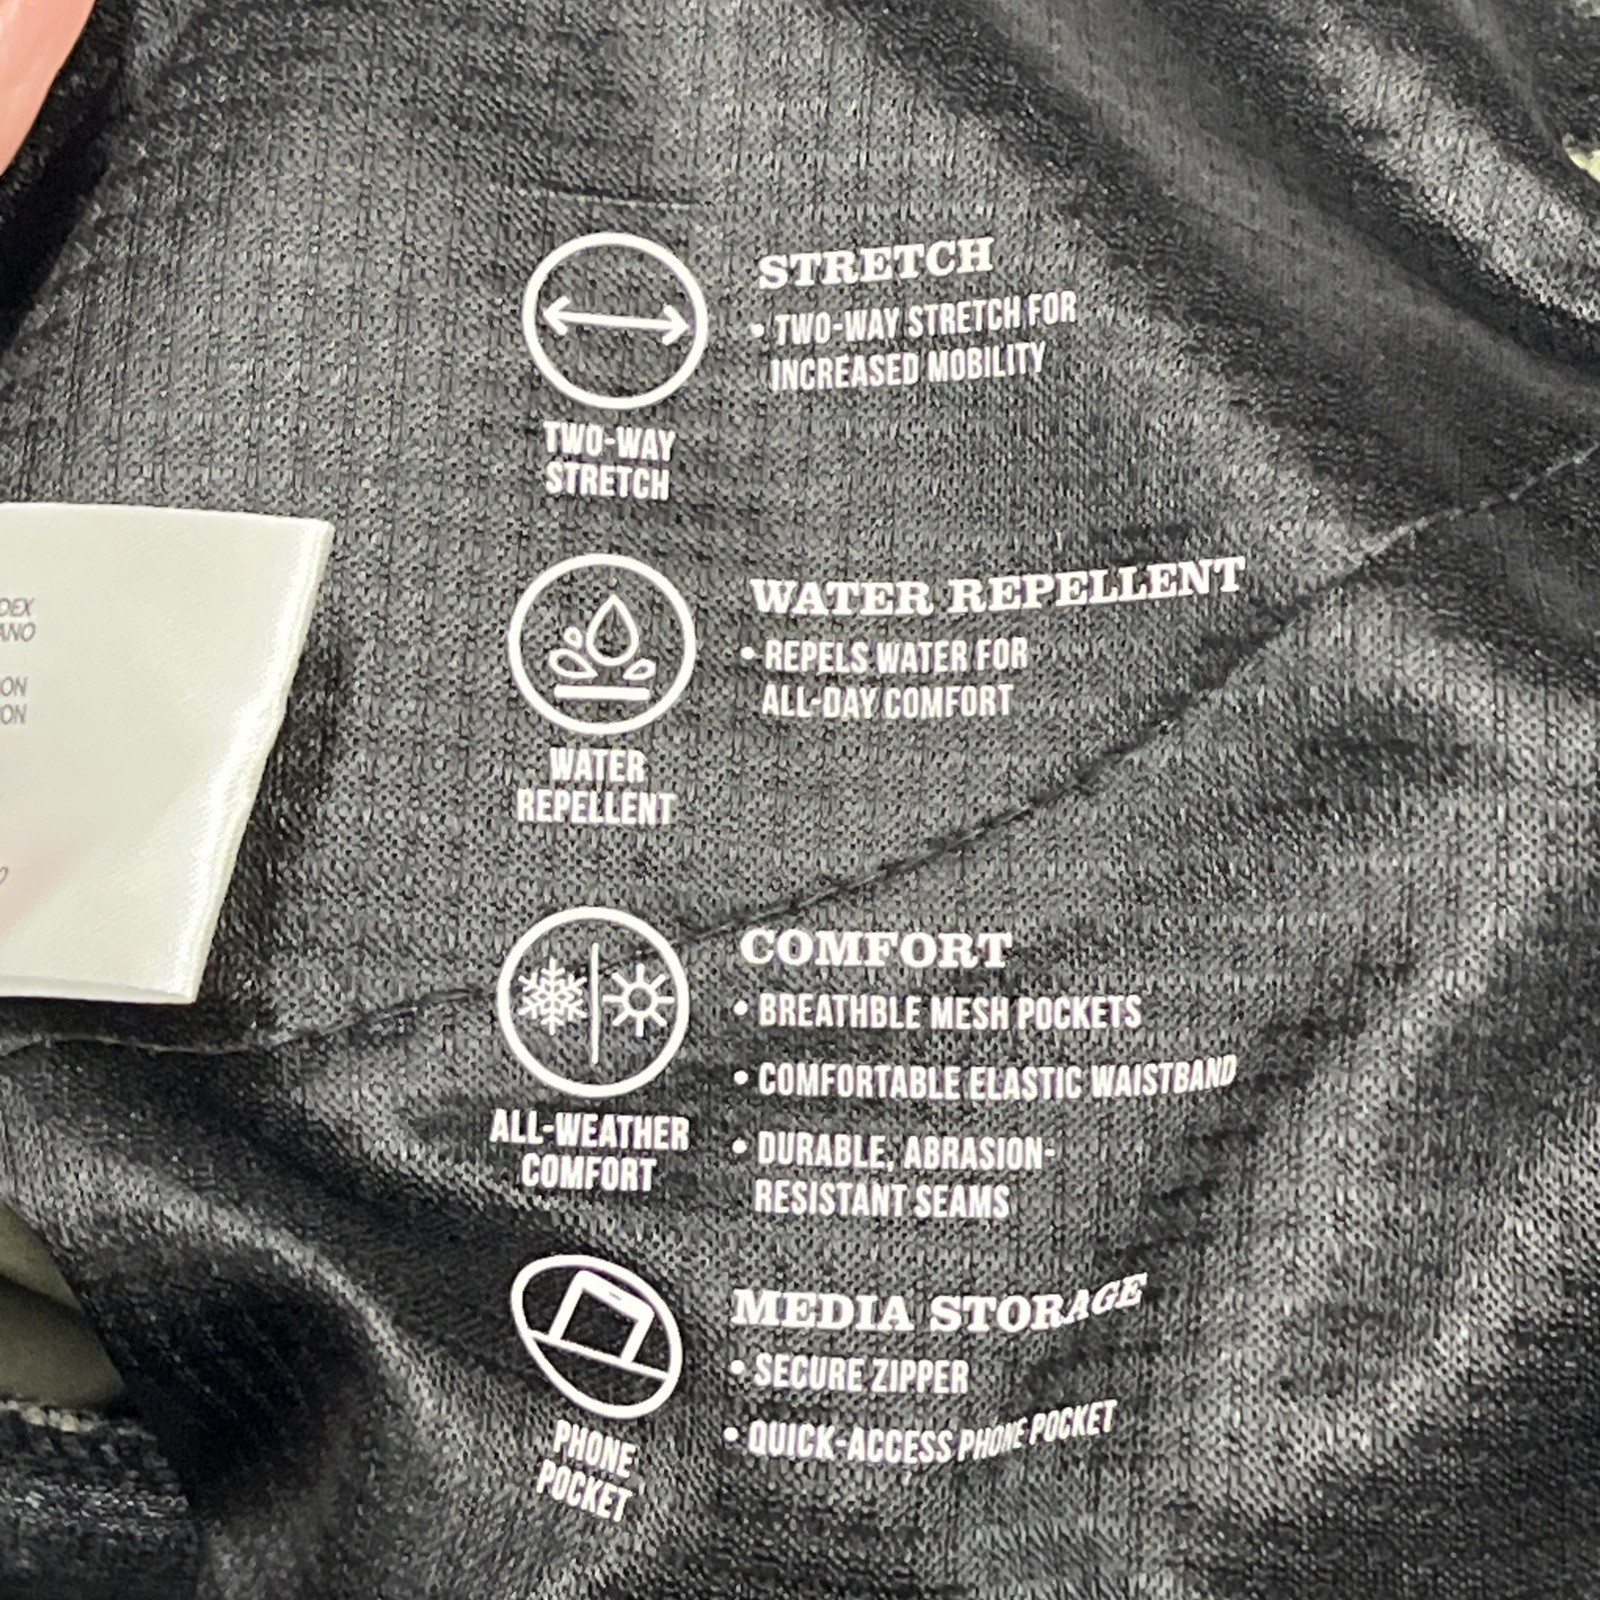 STRETCH
• TWO-WAY STRETCH FOR
INCREASED MOBILITY
TWO-WAY
STRETCH
WATER REPELLENT
• REPELS WATER FOR
ALL-DAY COMFORT
WATER
REPELLENT
COMFORT
• BREATHBLE MESH POCKETS
• COMFORTABLE ELASTIC WAISTBAND
• DURABLE, ABRASION-
RESISTANT SEAMS
ALL-WEATHER
COMFORT
MEDIA STORAGE
• SECURE ZIPPER
• QUICK-ACCESS PHONE POCKET
PHONE
POCKET